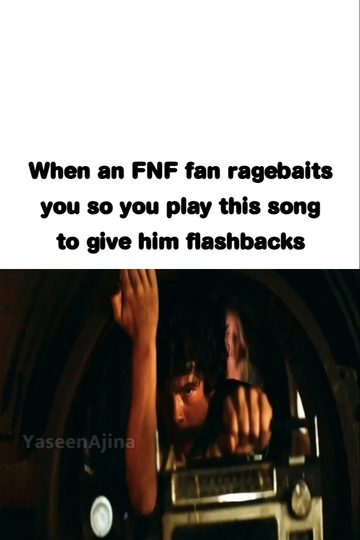 When an FNF fan ragebaits
you so you play this song
to give him flashbacks
YaseenAjina